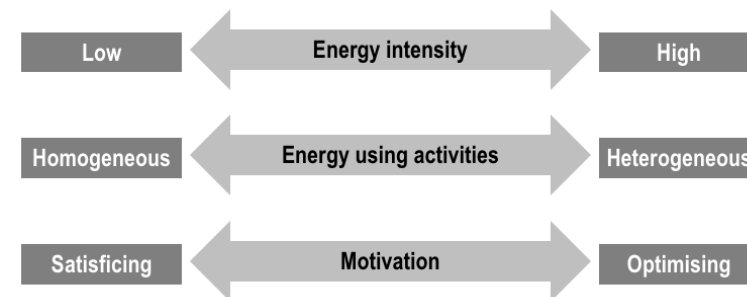 Low Energy intensity High
Homogeneous Energy using activities Heterogeneous
Satisficing Motivation Optimising